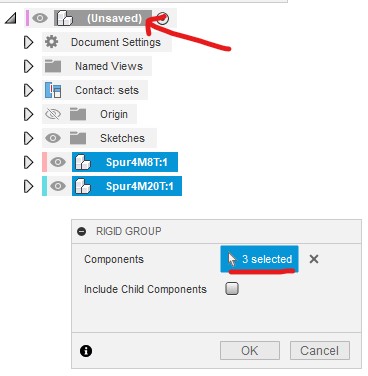 (Unsaved)
Document Settings
Named Views
Contact: sets
Origin
Sketches
Spur4M8T:1
Spur4M20T:1
RIGID GROUP
Components 3 selected
Include Child Components
OK Cancel